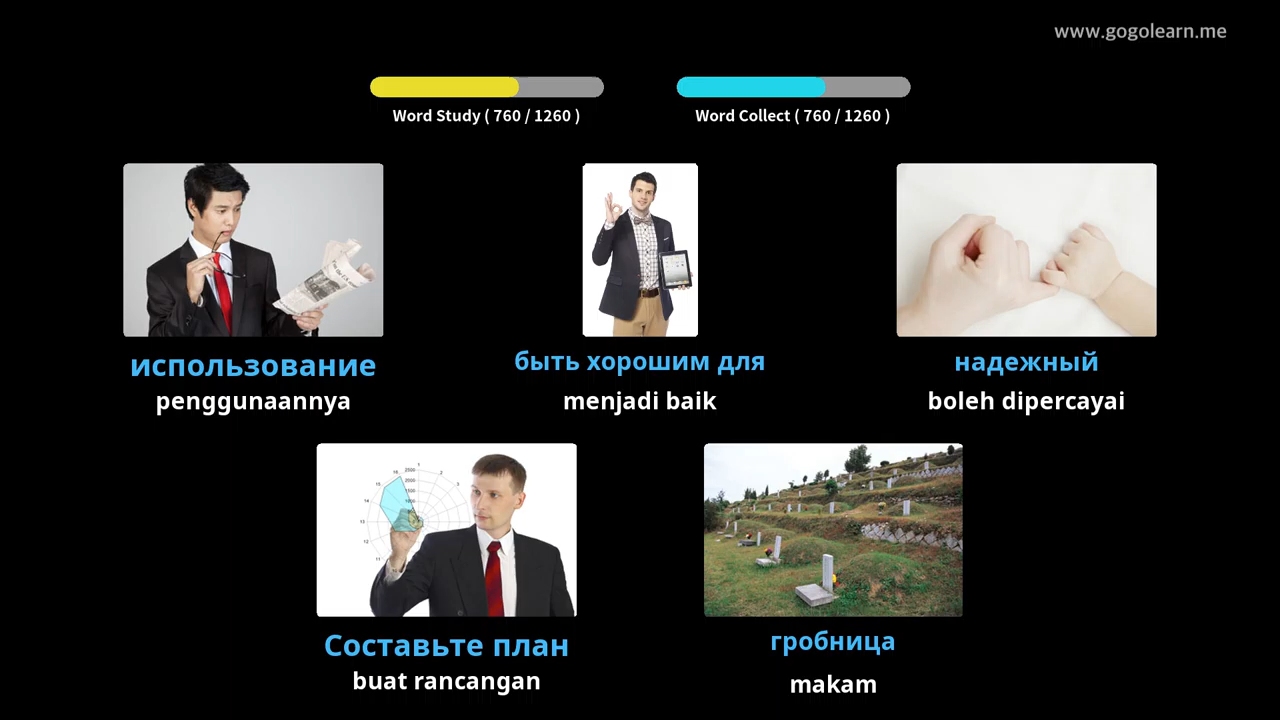 www.gogolearn.me
Word Study ( 760 / 1260 )
Word Collect ( 760 / 1260 )
использование
penggunaannya
быть хорошим для
menjadi baik
надежный
boleh dipercayai
Составьте план
buat rancangan
гробница
makam